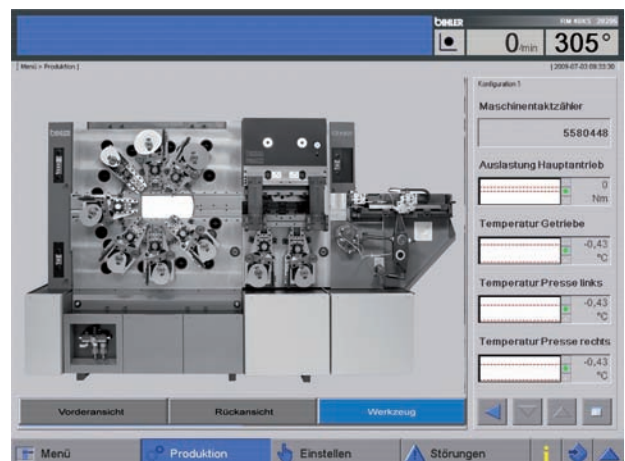 BIHLER
0/min
305°
[ Menü > Produktion ]
[ 2009-07-03 09:33:30
Konfiguration 1
Maschinentaktzähler
5580448
Auslastung Hauptantrieb
0
Nm
Temperatur Getriebe
-0,43
°C
Temperatur Presse links
-0,43
°C
Temperatur Presse rechts
-0,43
°C
Vorderansicht
Rückansicht
Werkzeug
Menü
Produktion
Einstellen
Störungen